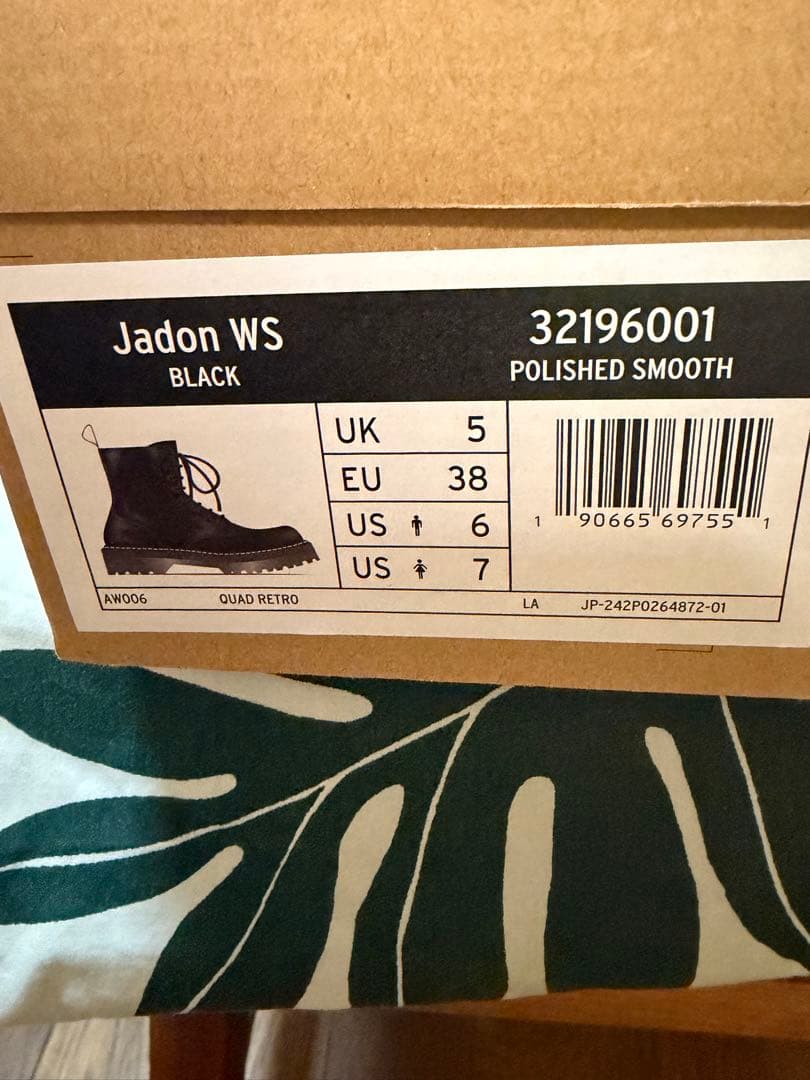 Jadon WS
BLACK
32196001
POLISHED SMOOTH
UK 5
EU 38
US 6
US 7
1 90665 69755 1
AW006 QUAD RETRO LA JP-242P0264872-01